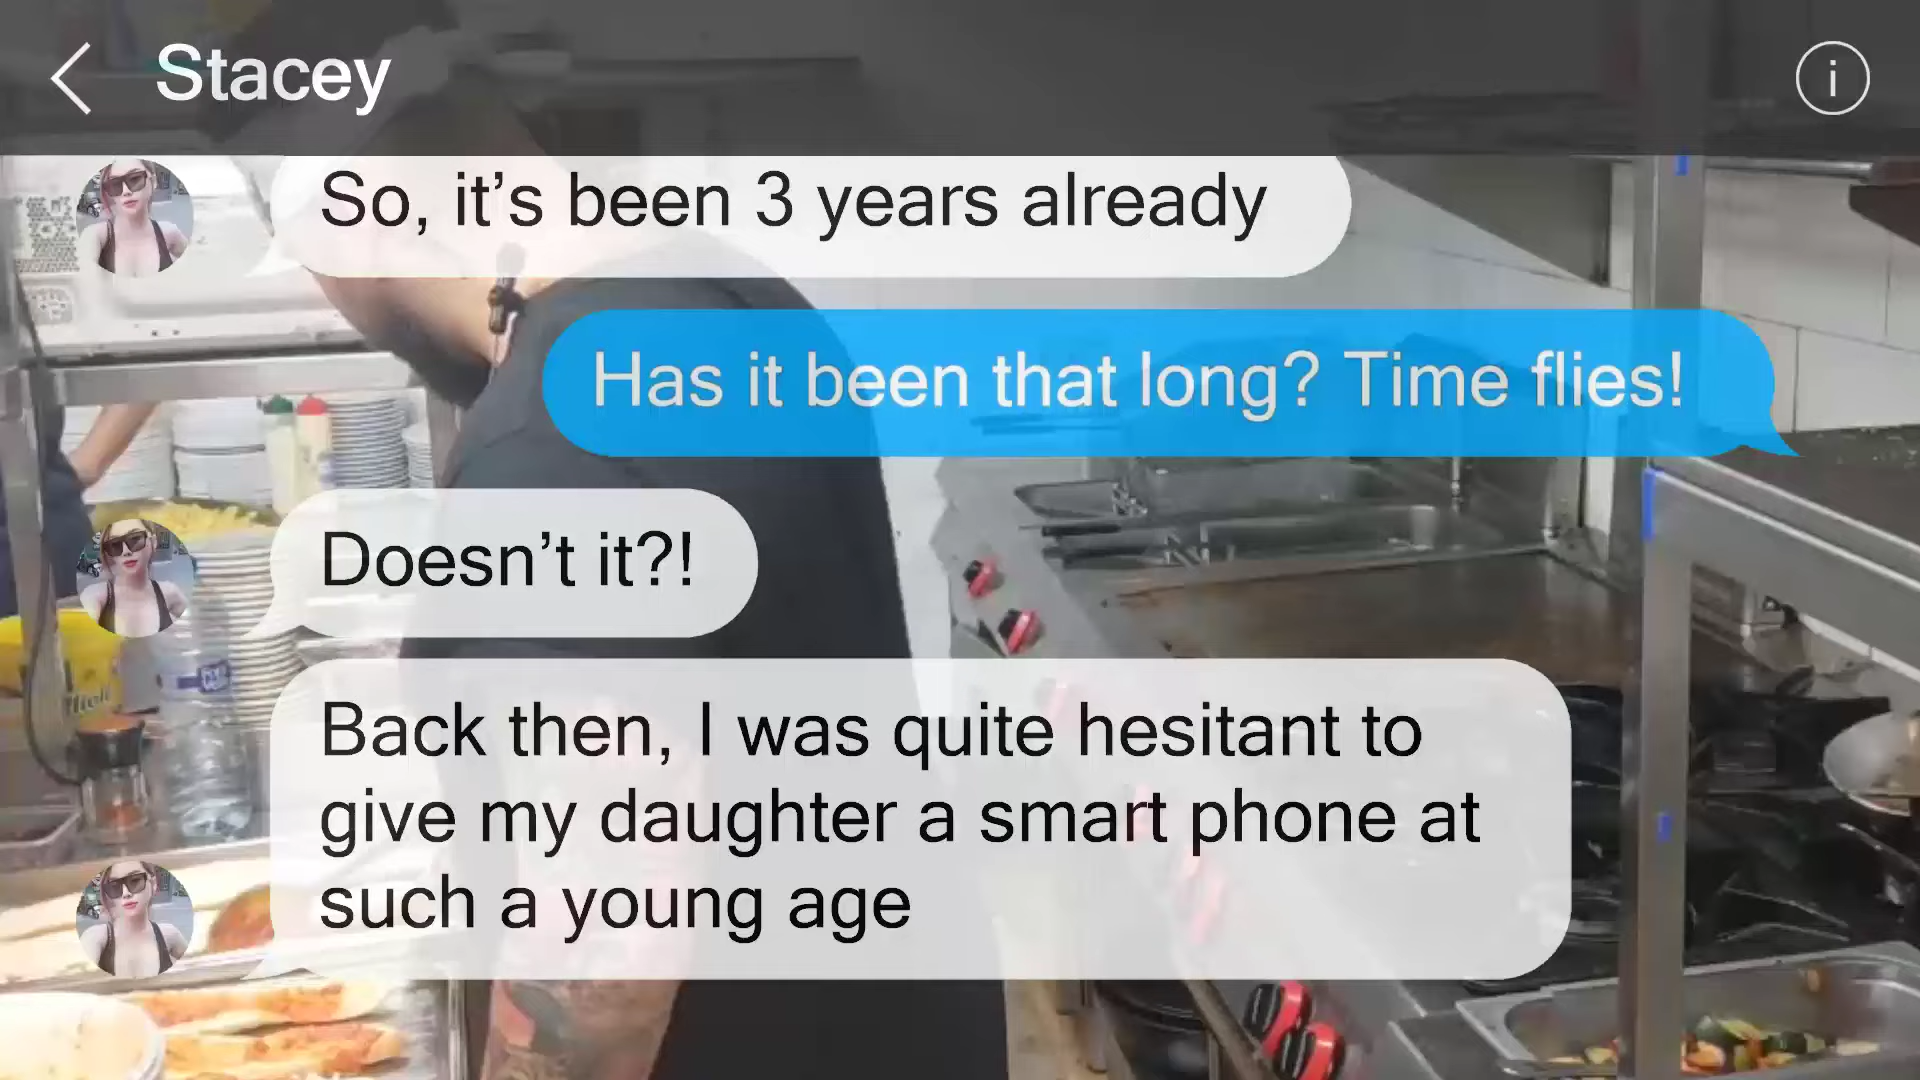 Stacey
So, it’s been 3 years already
Has it been that long? Time flies!
Doesn’t it?!
Back then, I was quite hesitant to
give my daughter a smart phone at
such a young age